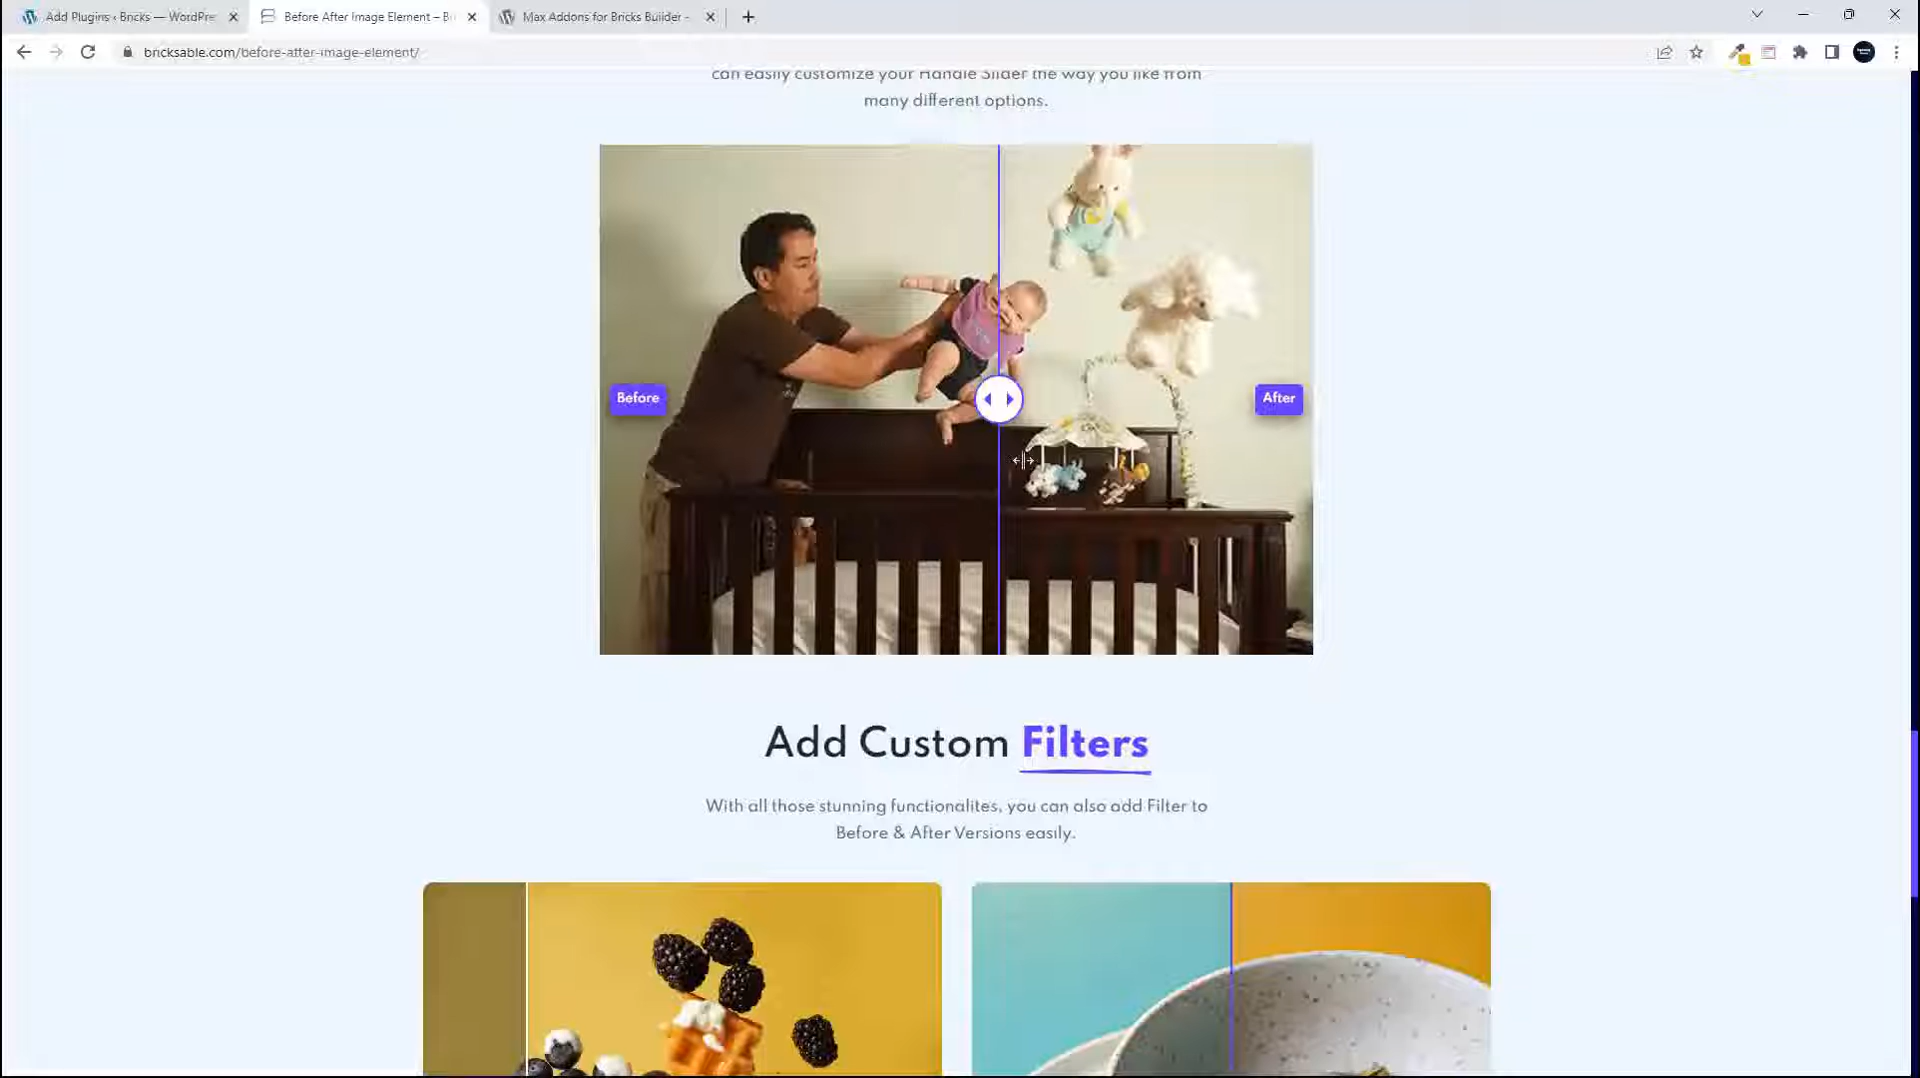 Add Plugins ‹ Bricks — WordPre
Before After Image Element – B
Max Addons for Bricks Builder -
bricksable.com/before-after-image-element/
can easily customize your Handle Slider the way you like from
many different options.
Before
After
Add Custom Filters
With all those stunning functionalites, you can also add Filter to
Before & After Versions easily.